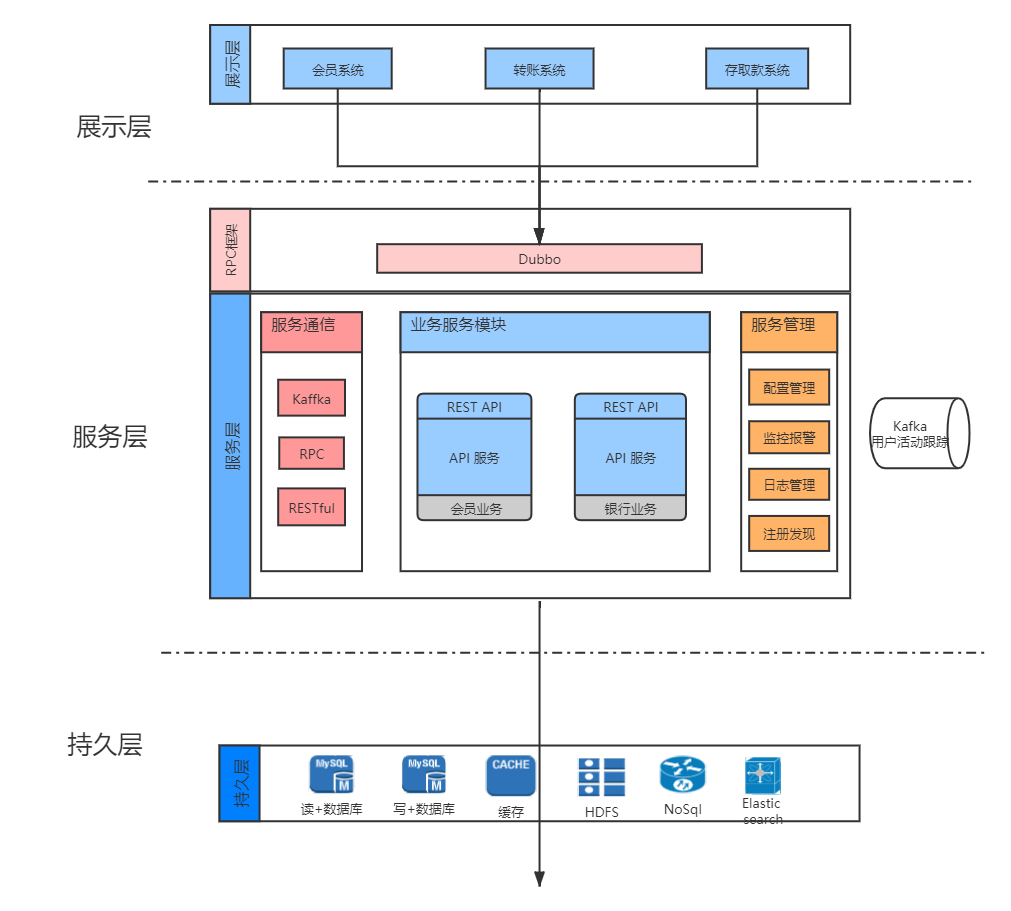 展示层
会员系统
转账系统
存取款系统
展示层
RPC框架
Dubbo
服务层
服务层
服务通信
Kaffka
RPC
RESTful
业务服务模块
REST API
API 服务
会员业务
REST API
API 服务
银行业务
服务管理
配置管理
监控报警
日志管理
注册发现
Kafka
用户活动跟踪
持久层
持久层
MySQL
M
读+数据库
MySQL
M
写+数据库
CACHE
缓存
HDFS
NoSql
Elastic
search